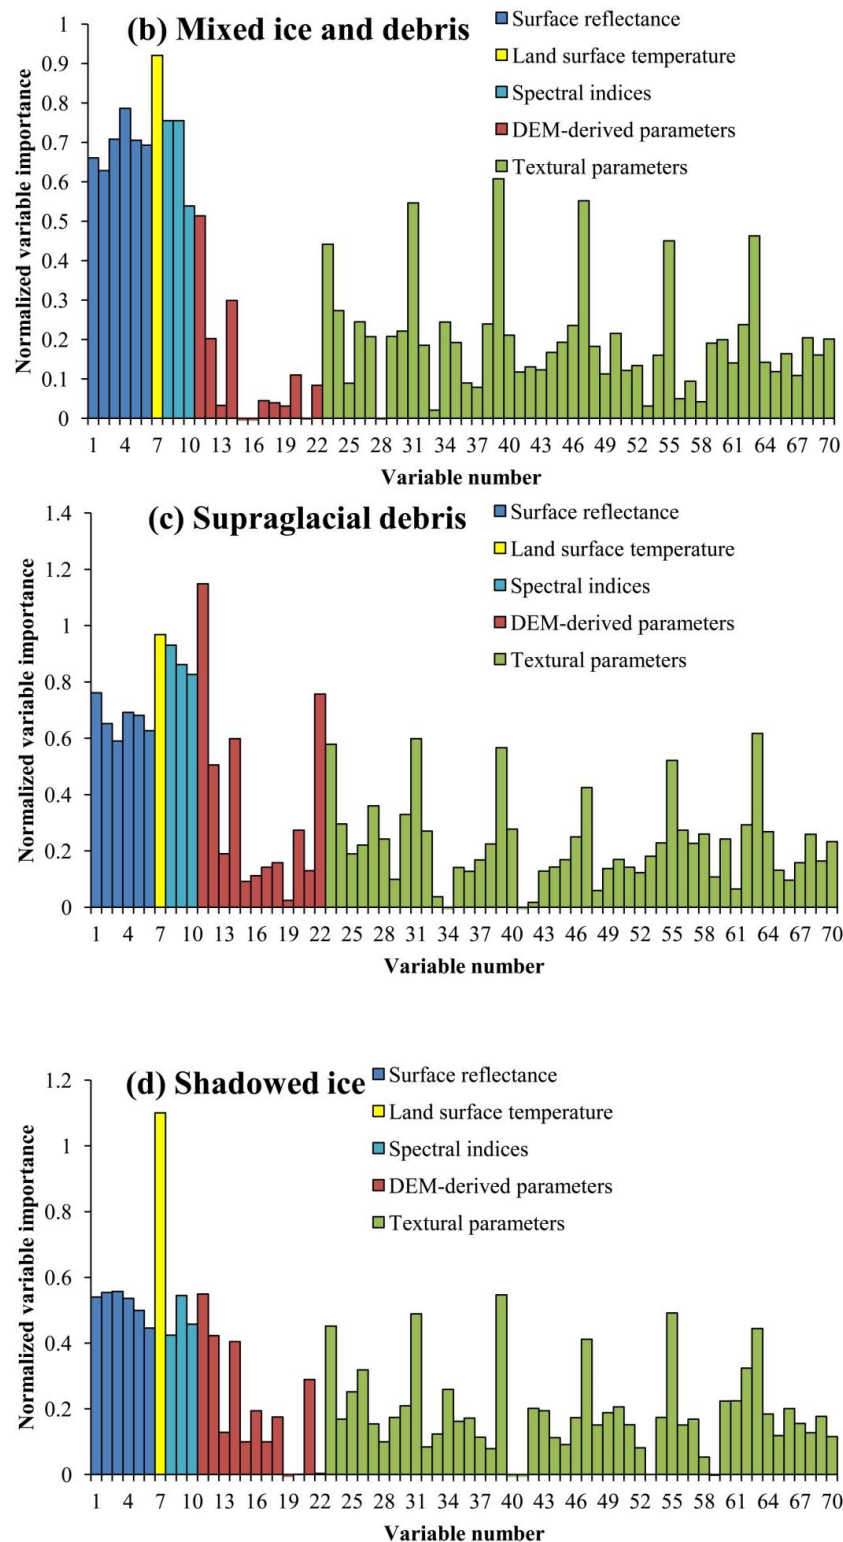 (b) Mixed ice and debris
Surface reflectance
Land surface temperature
Spectral indices
DEM-derived parameters
Textural parameters
Normalized variable importance
1
0.9
0.8
0.7
0.6
0.5
0.4
0.3
0.2
0.1
0
1 4 7 10 13 16 19 22 25 28 31 34 37 40 43 46 49 52 55 58 61 64 67 70
Variable number
(c) Supraglacial debris
Surface reflectance
Land surface temperature
Spectral indices
DEM-derived parameters
Textural parameters
Normalized variable importance
1.4
1.2
1
0.8
0.6
0.4
0.2
0
1 4 7 10 13 16 19 22 25 28 31 34 37 40 43 46 49 52 55 58 61 64 67 70
Variable number
(d) Shadowed ice
Surface reflectance
Land surface temperature
Spectral indices
DEM-derived parameters
Textural parameters
Normalized variable importance
1.2
1
0.8
0.6
0.4
0.2
0
1 4 7 10 13 16 19 22 25 28 31 34 37 40 43 46 49 52 55 58 61 64 67 70
Variable number